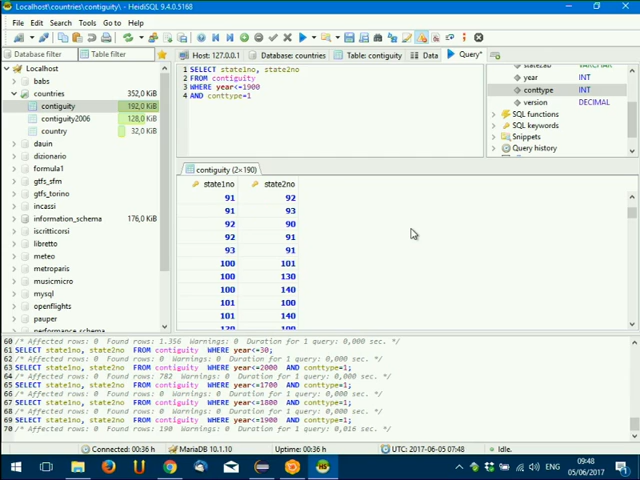 Localhost\countries\contiguity\ - HeidiSQL 9.4.0.5168
File Edit Search Tools Go to Help
Database filter Table filter Host: 127.0.0.1 Database: countries Table: contiguity Data Query*
Localhost
babs
countries 352,0 KiB
contiguity 192,0 KiB
contiguity2006 128,0 KiB
country 32,0 KiB
dauin
dizionario
formula1
gtfs_sfm
gtfs_torino
incassi
information_schema 176,0 KiB
iscritticorsi
libretto
meteo
metroparis
musicmicro
mysql
openflights
pauper
performance_schema
1 SELECT state1no, state2no
2 FROM contiguity
3 WHERE year<=1900
4 AND conttype=1
state2ab VARCHAR
year INT
conttype INT
version DECIMAL
SQL functions
SQL keywords
Snippets
Query history
contiguity (2×190)
state1no state2no
91 92
91 93
92 90
92 91
93 91
100 101
100 130
100 140
101 100
130 100
60 /* Affected rows: 0 Found rows: 1.356 Warnings: 0 Duration for 1 query: 0,000 sec. */
61 SELECT state1no, state2no FROM contiguity WHERE year<=30;
62 /* Affected rows: 0 Found rows: 0 Warnings: 0 Duration for 1 query: 0,000 sec. */
63 SELECT state1no, state2no FROM contiguity WHERE year<=2000 AND conttype=1;
64 /* Affected rows: 0 Found rows: 782 Warnings: 0 Duration for 1 query: 0,000 sec. */
65 SELECT state1no, state2no FROM contiguity WHERE year<=1700 AND conttype=1;
66 /* Affected rows: 0 Found rows: 0 Warnings: 0 Duration for 1 query: 0,000 sec. */
67 SELECT state1no, state2no FROM contiguity WHERE year<=1800 AND conttype=1;
68 /* Affected rows: 0 Found rows: 0 Warnings: 0 Duration for 1 query: 0,000 sec. */
69 SELECT state1no, state2no FROM contiguity WHERE year<=1900 AND conttype=1;
70 /* Affected rows: 0 Found rows: 190 Warnings: 0 Duration for 1 query: 0,016 sec. */
Connected: 00:36 h MariaDB 10.1.10 Uptime: 00:36 h UTC: 2017-06-05 07:48 Idle.
ENG 09:48
05/06/2017